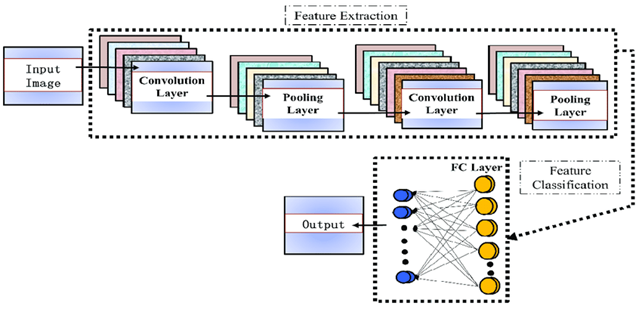 Feature Extraction
Input
Image
Convolution
Layer
Pooling
Layer
Convolution
Layer
Pooling
Layer
FC Layer
Feature
Classification
Output